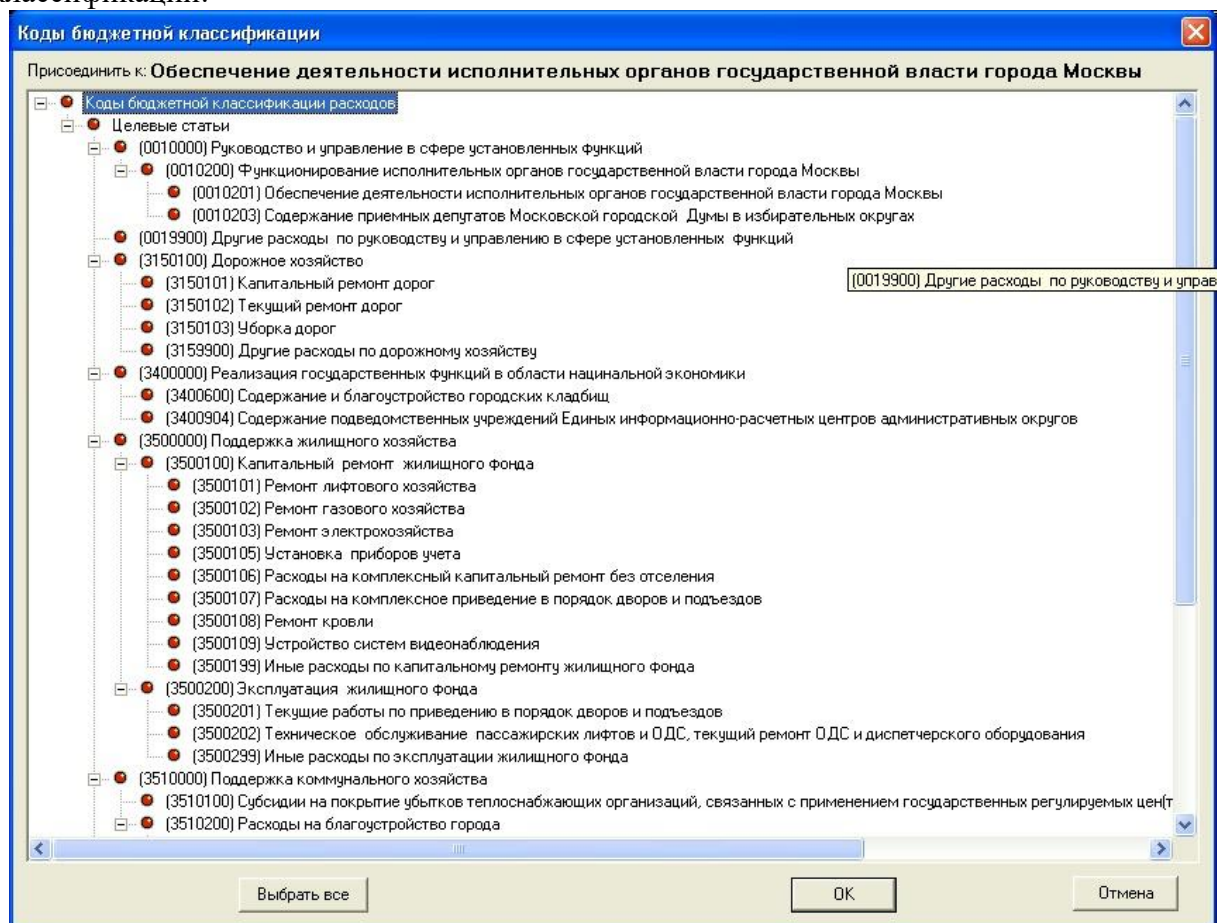 классификации.
Коды бюджетной классификации
Присоединить к: Обеспечение деятельности исполнительных органов государственной власти города Москвы
Коды бюджетной классификации расходов
Целевые статьи
(0010000) Руководство и управление в сфере установленных функций
(0010200) Функционирование исполнительных органов государственной власти города Москвы
(0010201) Обеспечение деятельности исполнительных органов государственной власти города Москвы
(0010203) Содержание приемных депутатов Московской городской Думы в избирательных округах
(0019900) Другие расходы по руководству и управлению в сфере установленных функций
(3150100) Дорожное хозяйство
(3150101) Капитальный ремонт дорог
(0019900) Другие расходы по руководству и управ
(3150102) Текущий ремонт дорог
(3150103) Уборка дорог
(3159900) Другие расходы по дорожному хозяйству
(3400000) Реализация государственных функций в области нацинальной экономики
(3400600) Содержание и благоустройство городских кладбищ
(3400904) Содержание подведомственных учреждений Единых информационно-расчетных центров административных округов
(3500000) Поддержка жилищного хозяйства
(3500100) Капитальный ремонт жилищного фонда
(3500101) Ремонт лифтового хозяйства
(3500102) Ремонт газового хозяйства
(3500103) Ремонт электрохозяйства
(3500105) Установка приборов учета
(3500106) Расходы на комплексный капитальный ремонт без отселения
(3500107) Расходы на комплексное приведение в порядок дворов и подъездов
(3500108) Ремонт кровли
(3500109) Устройство систем видеонаблюдения
(3500199) Иные расходы по капитальному ремонту жилищного фонда
(3500200) Эксплуатация жилищного фонда
(3500201) Текущие работы по приведению в порядок дворов и подъездов
(3500202) Техническое обслуживание пассажирских лифтов и ОДС, текущий ремонт ОДС и диспетчерского оборудования
(3500299) Иные расходы по эксплуатации жилищного фонда
(3510000) Поддержка коммунального хозяйства
(3510100) Субсидии на покрытие убытков теплоснабжающих организаций, связанных с применением государственных регулируемых цен(т
(3510200) Расходы на благоустройство города
Выбрать все
OK
Отмена